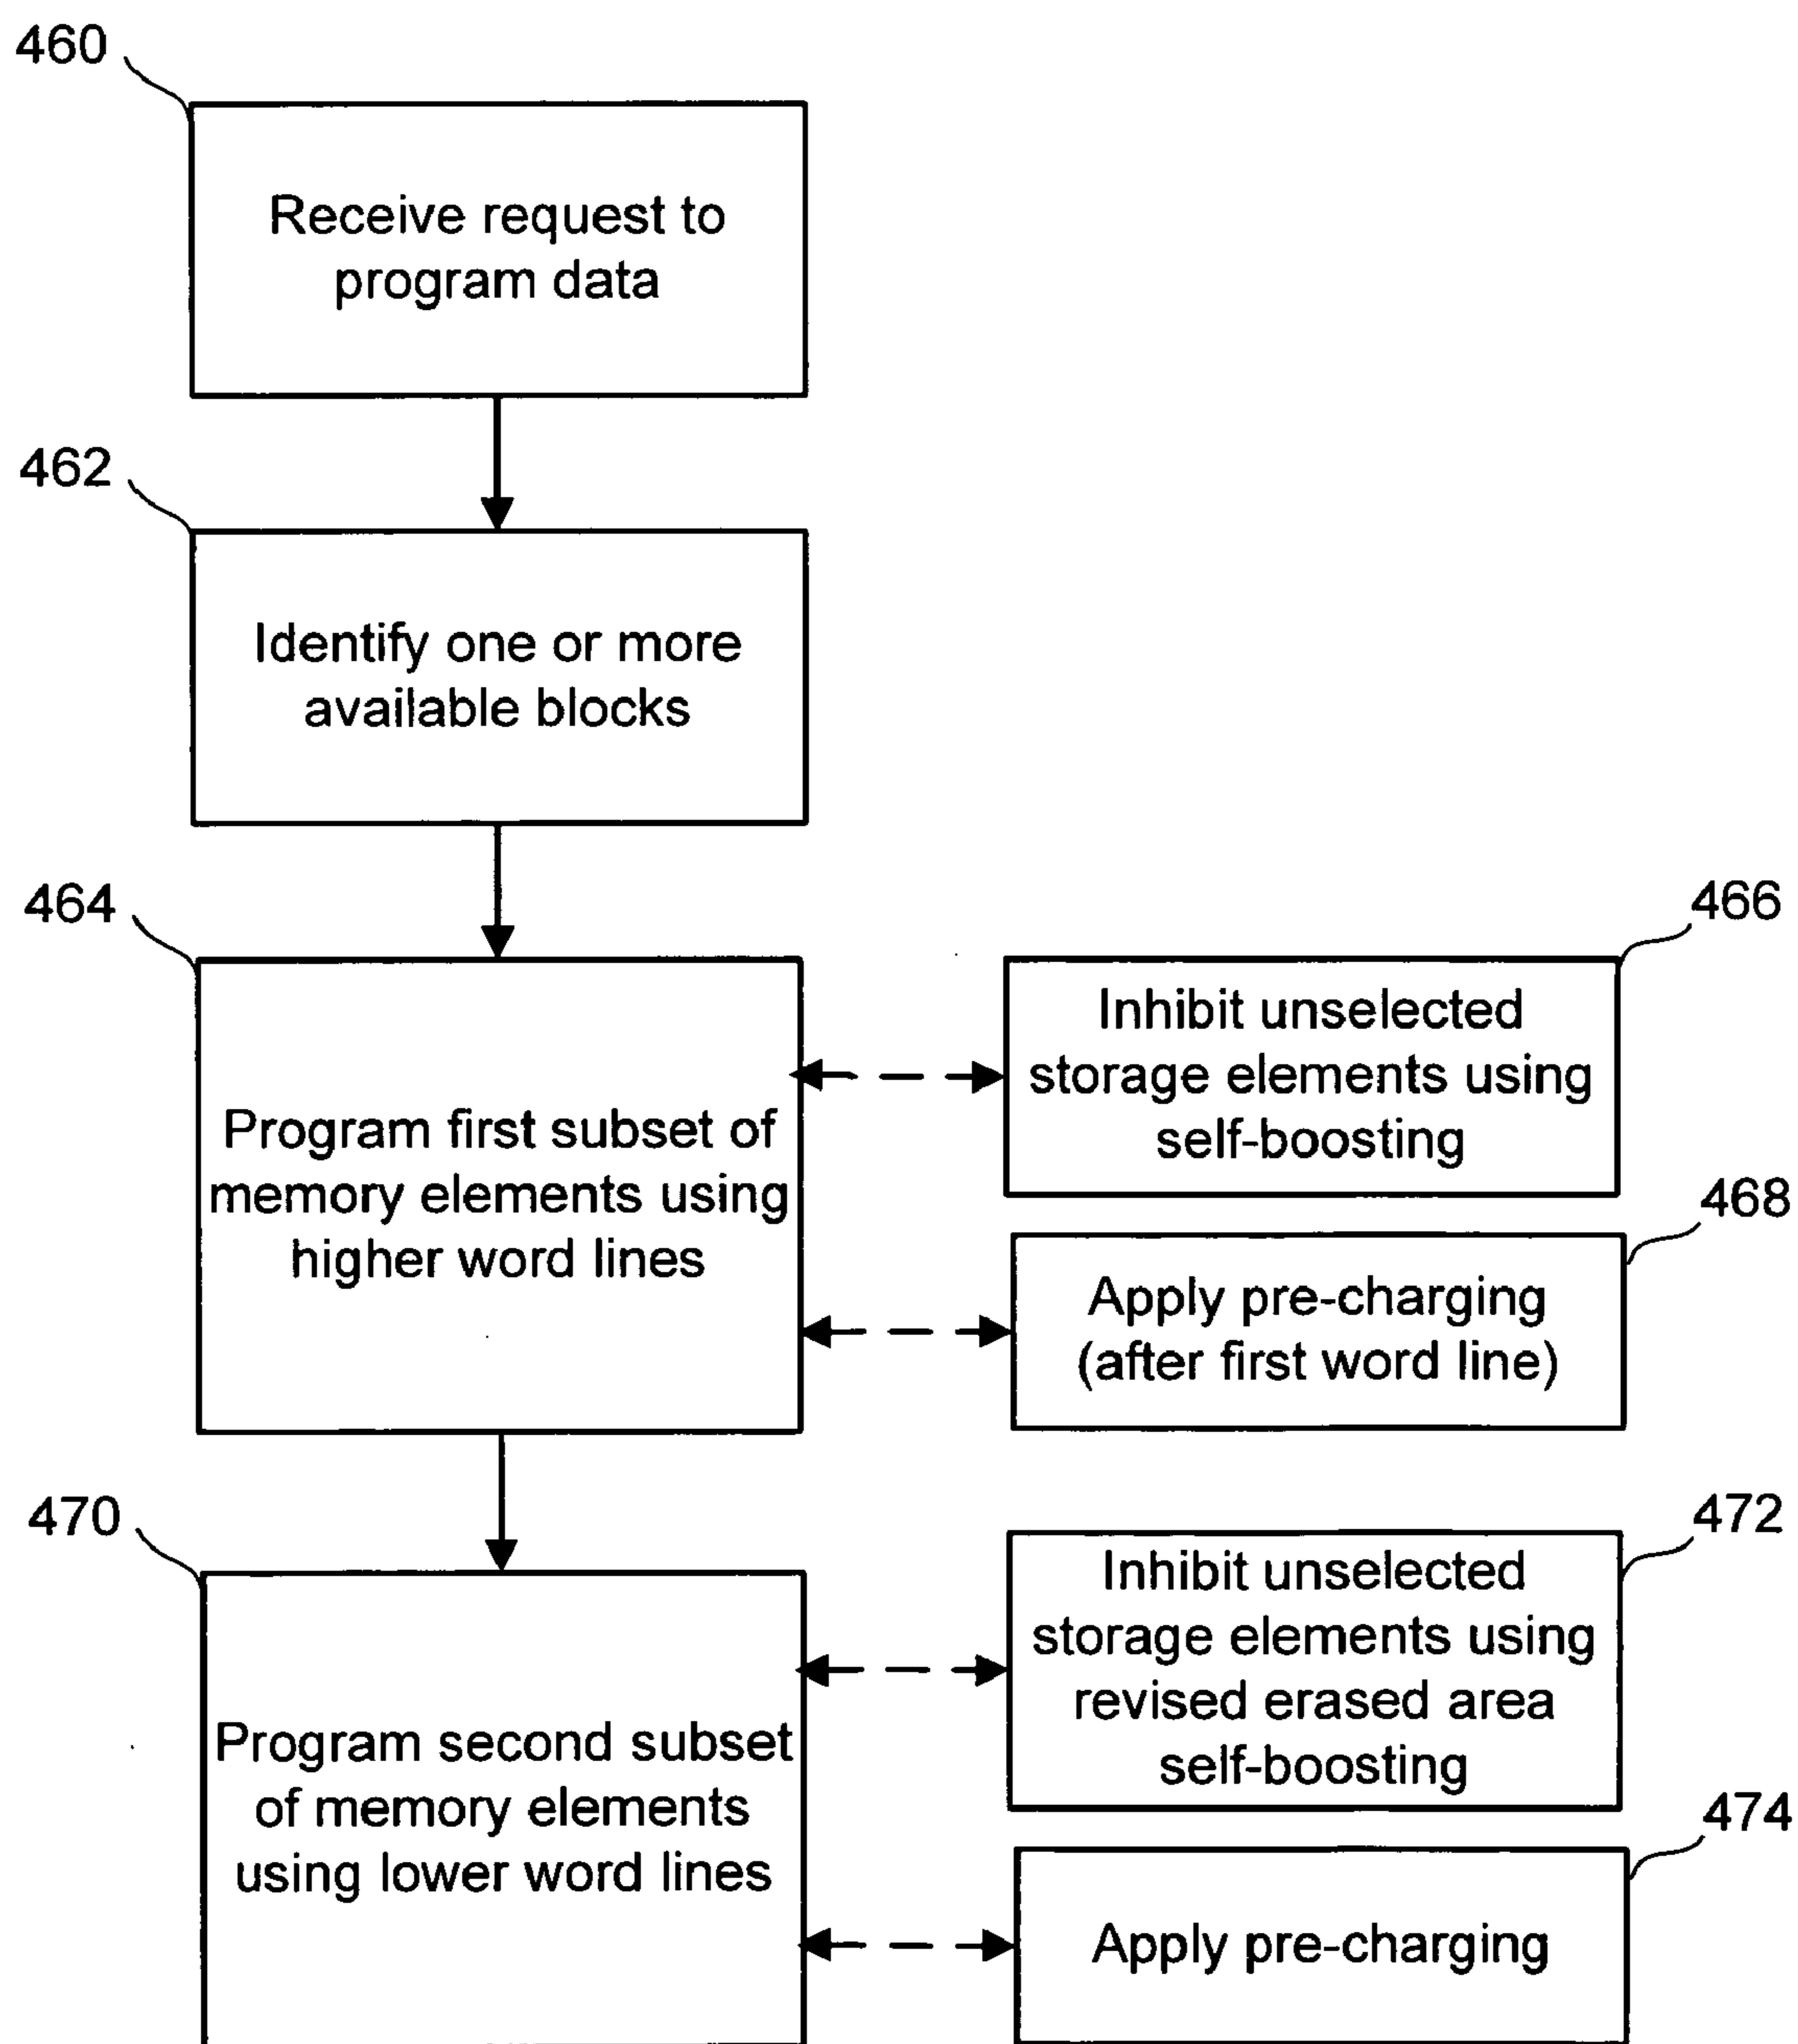 460
Receive request to
program data
462
Identify one or more
available blocks
464
Program first subset of
memory elements using
higher word lines
466
Inhibit unselected
storage elements using
self-boosting
468
Apply pre-charging
(after first word line)
470
Program second subset
of memory elements
using lower word lines
472
Inhibit unselected
storage elements using
revised erased area
self-boosting
474
Apply pre-charging